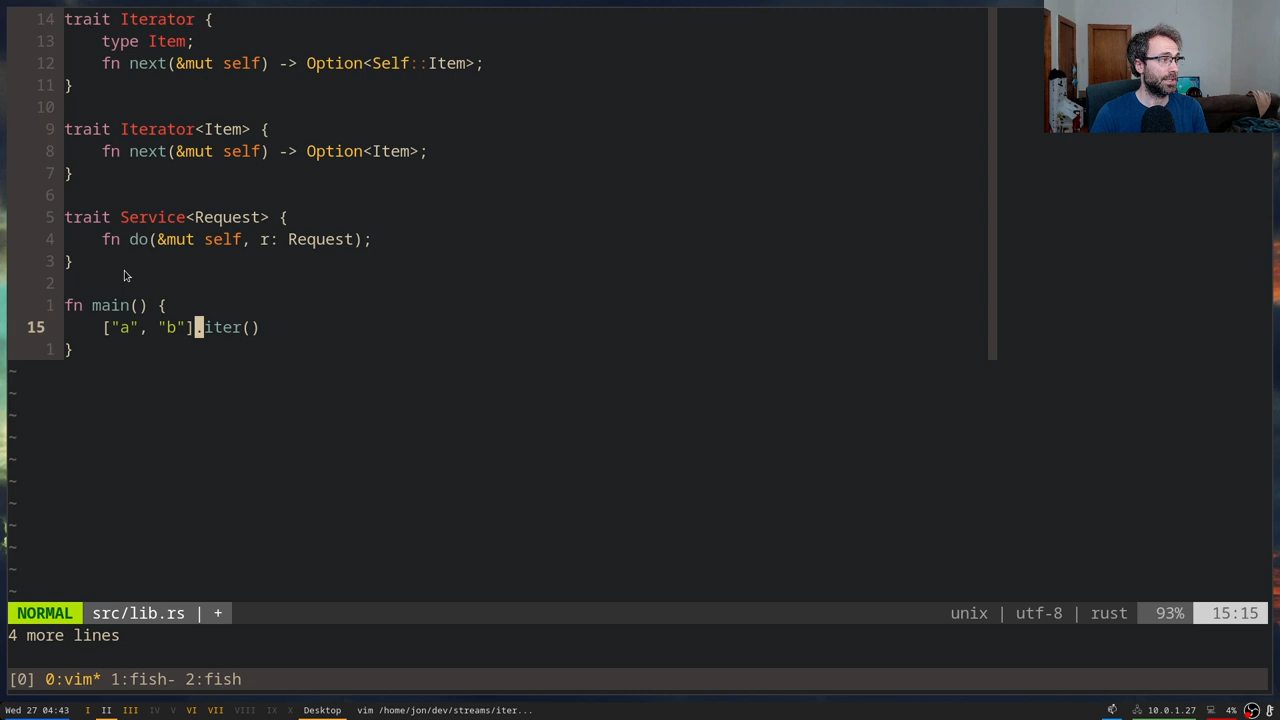 14 trait Iterator {
13     type Item;
12     fn next(&mut self) -> Option<Self::Item>;
11 }
10
9 trait Iterator<Item> {
8     fn next(&mut self) -> Option<Item>;
7 }
6
5 trait Service<Request> {
4     fn do(&mut self, r: Request);
3 }
2
1 fn main() {
15     ["a", "b"].iter()
1 }
~
~
~
~
~
~
~
~
~
~
~
NORMAL src/lib.rs | + unix | utf-8 | rust 93% 15:15
4 more lines
[0] 0:vim* 1:fish- 2:fish
Wed 27 04:43 I II III IV V VI VII VIII IX X Desktop vim /home/jon/dev/streams/iter... 10.0.1.27 4%